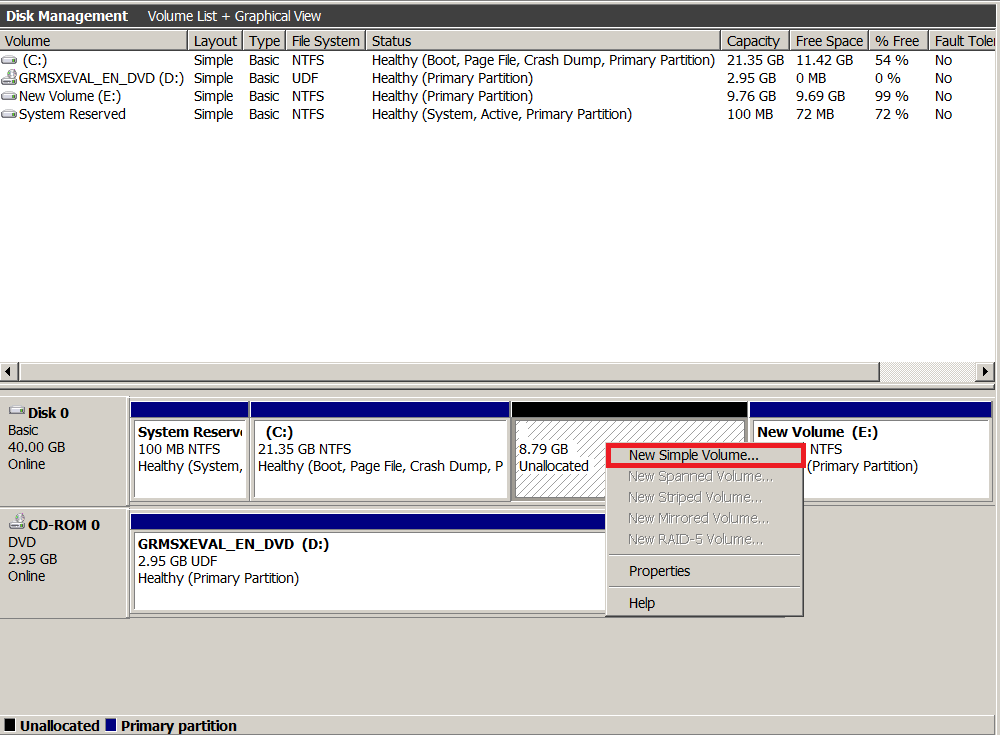 Disk Management Volume List + Graphical View
Volume Layout Type File System Status Capacity Free Space % Free Fault Toler
(C:) Simple Basic NTFS Healthy (Boot, Page File, Crash Dump, Primary Partition) 21.35 GB 11.42 GB 54 % No
GRMSXEVAL_EN_DVD (D:) Simple Basic UDF Healthy (Primary Partition) 2.95 GB 0 MB 0 % No
New Volume (E:) Simple Basic NTFS Healthy (Primary Partition) 9.76 GB 9.69 GB 99 % No
System Reserved Simple Basic NTFS Healthy (System, Active, Primary Partition) 100 MB 72 MB 72 % No
Disk 0
Basic
40.00 GB
Online
System Reserv
100 MB NTFS
Healthy (System,
(C:)
21.35 GB NTFS
Healthy (Boot, Page File, Crash Dump, P
8.79 GB
Unallocated
New Volume (E:)
NTFS
(Primary Partition)
New Simple Volume...
New Spanned Volume...
New Striped Volume...
New Mirrored Volume...
New RAID-5 Volume...
Properties
Help
CD-ROM 0
DVD
2.95 GB
Online
GRMSXEVAL_EN_DVD (D:)
2.95 GB UDF
Healthy (Primary Partition)
Unallocated Primary partition